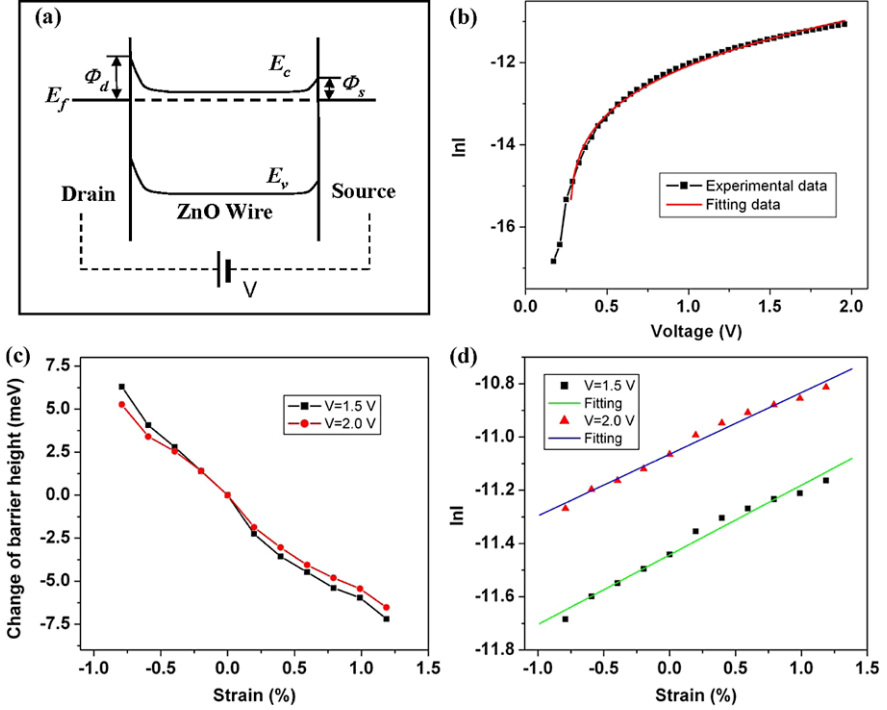 (a)
Φd
Ec
Φs
Ef
Ev
Drain
Source
ZnO Wire
V
(b)
lnI
-12
-14
-16
Experimental data
Fitting data
0.0
0.5
1.0
1.5
2.0
Voltage (V)
(c)
Change of barrier height (meV)
7.5
5.0
2.5
0.0
-2.5
-5.0
-7.5
V=1.5 V
V=2.0 V
-1.0
-0.5
0.0
0.5
1.0
1.5
Strain (%)
(d)
lnI
-10.8
-11.0
-11.2
-11.4
-11.6
-11.8
V=1.5 V
Fitting
V=2.0 V
Fitting
-1.0
-0.5
0.0
0.5
1.0
1.5
Strain (%)